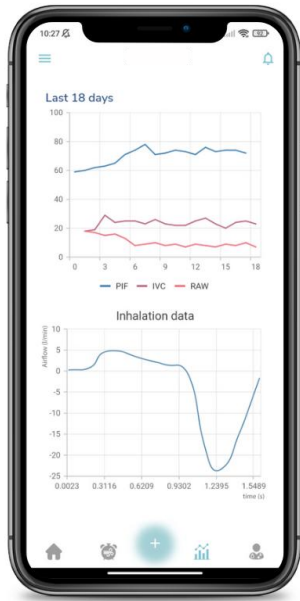 10:27
92
Last 18 days
100
80
60
40
20
0
0 3 6 9 12 15 18
PIF IVC RAW
Inhalation data
Airflow (l/min)
10
5
0
-5
-10
-15
-20
-25
0.0023 0.3116 0.6209 0.9302 1.2395 1.5489
time (s)
+